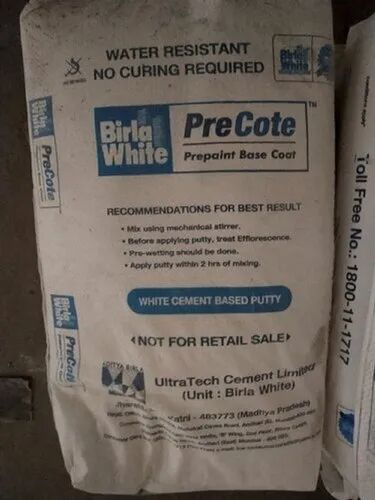 WATER RESISTANT
NO CURING REQUIRED
Birla
White
PreCote™
Prepaint Base Coat
Birla
White
PreCote
RECOMMENDATIONS FOR BEST RESULT
• Mix using mechanical stirrer.
• Before applying putty, treat Efflorescence.
• Pre-wetting should be done.
• Apply putty within 2 hrs of mixing.
WHITE CEMENT BASED PUTTY
NOT FOR RETAIL SALE
Birla
White
PreCote
ADITYA BIRLA
UltraTech Cement Limited
(Unit : Birla White)
Katni - 483773 (Madhya Pradesh)
Toll Free No.: 1800-11-1717